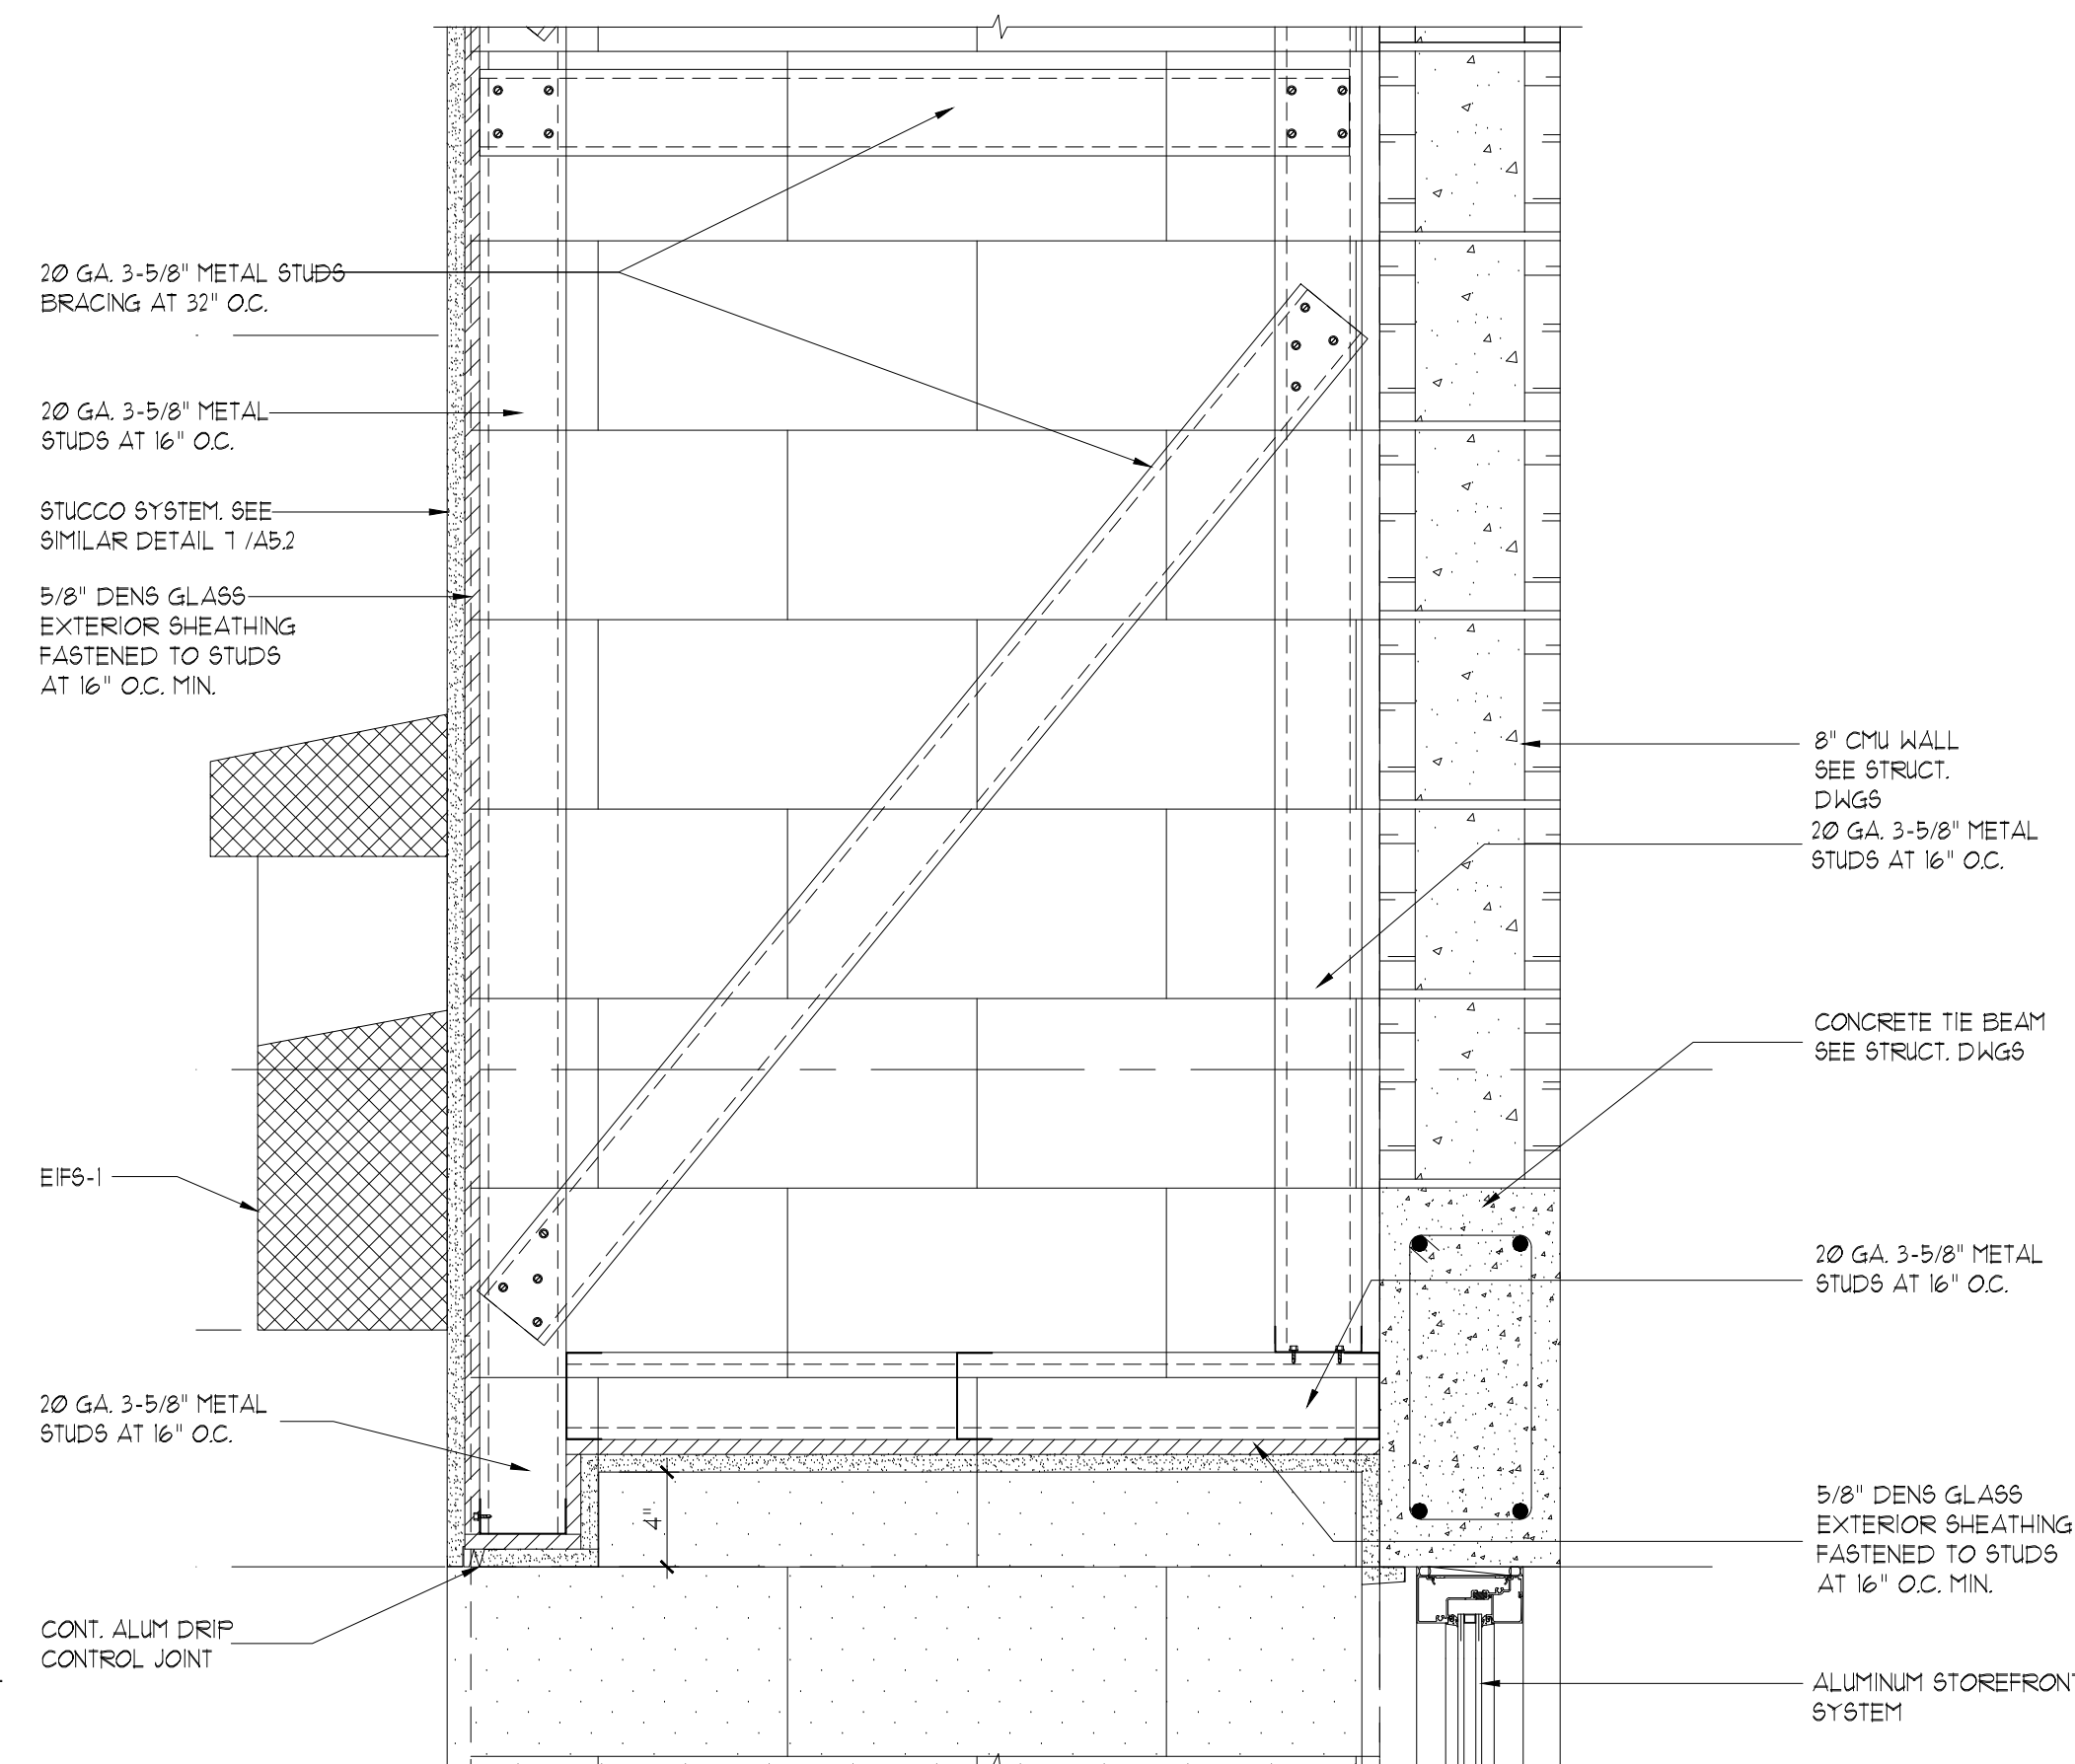 20 GA. 3-5/8" METAL STUDS
BRACING AT 32" O.C.
20 GA. 3-5/8" METAL
STUDS AT 16" O.C.
STUCCO SYSTEM. SEE
SIMILAR DETAIL 7 /A5.2
5/8" DENS GLASS
EXTERIOR SHEATHING
FASTENED TO STUDS
AT 16" O.C. MIN.
EIFS-1
20 GA. 3-5/8" METAL
STUDS AT 16" O.C.
CONT. ALUM DRIP
CONTROL JOINT
4"
8" CMU WALL
SEE STRUCT.
DWGS
20 GA. 3-5/8" METAL
STUDS AT 16" O.C.
CONCRETE TIE BEAM
SEE STRUCT. DWGS
20 GA. 3-5/8" METAL
STUDS AT 16" O.C.
5/8" DENS GLASS
EXTERIOR SHEATHING
FASTENED TO STUDS
AT 16" O.C. MIN.
ALUMINUM STOREFRONT
SYSTEM